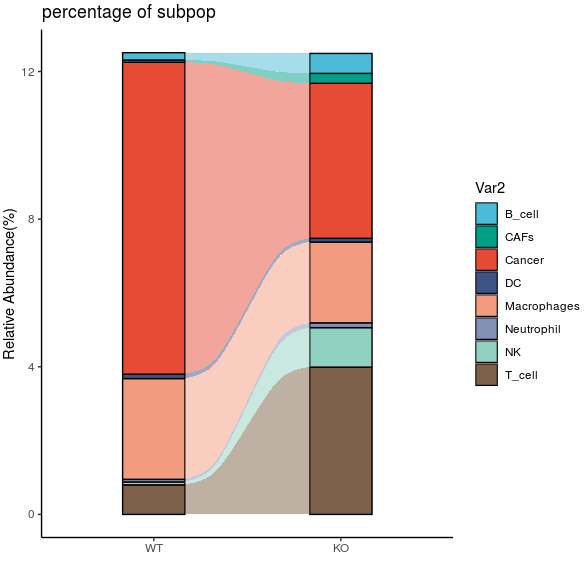 percentage of subpop
Relative Abundance(%)
12
8
4
0
WT
KO
Var2
B_cell
CAFs
Cancer
DC
Macrophages
Neutrophil
NK
T_cell